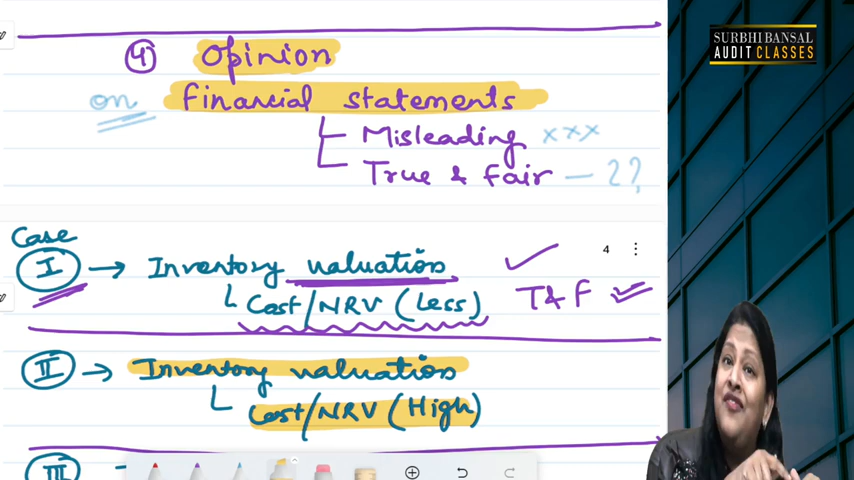 SURBHI BANSAL
AUDIT CLASSES
④ Opinion
on financial statements
Misleading xxx
True & fair — ??
Case
I → Inventory valuation ✓
Cost/NRV (Less) T & F ✓
4
II → Inventory valuation
Cost/NRV (High)
III